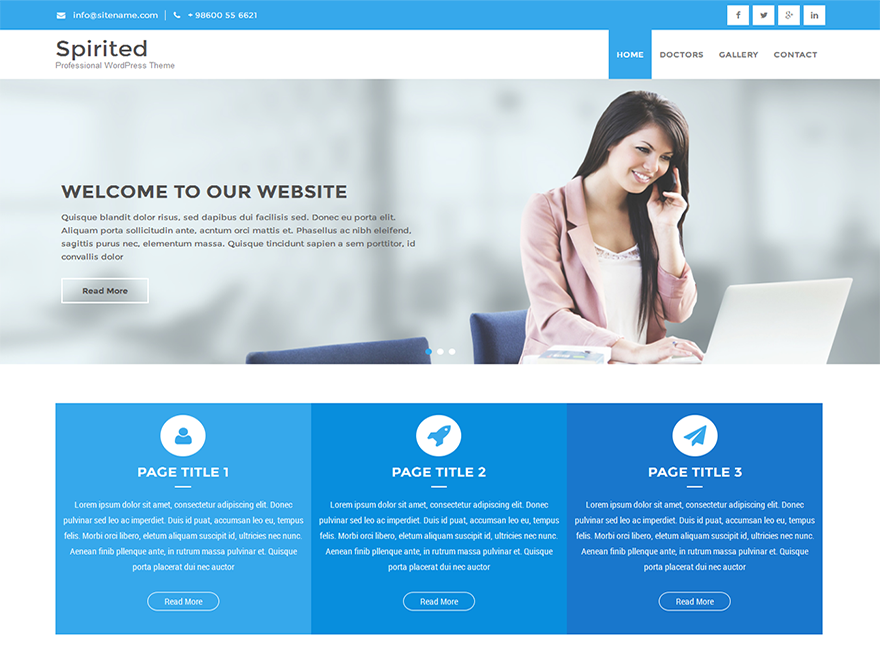 info@sitename.com | + 98600 55 6621
f g+ in
Spirited
Professional WordPress Theme
HOME DOCTORS GALLERY CONTACT
WELCOME TO OUR WEBSITE
Quisque blandit dolor risus, sed dapibus dui facilisis sed. Donec eu porta elit.
Aliquam porta sollicitudin ante, acntum orci mattis et. Phasellus ac nibh eleifend,
sagittis purus nec, elementum massa. Quisque tincidunt sapien a sem porttitor, id
convallis dolor
Read More
PAGE TITLE 1
Lorem ipsum dolor sit amet, consectetur adipiscing elit. Donec
pulvinar sed leo ac imperdiet. Duis id puat, accumsan leo eu, tempus
felis. Morbi orci libero, eletum aliquam suscipit id, ultricies nec nunc.
Aenean finib pllenque ante, in rutrum massa pulvinar et. Quisque
porta placerat dui nec auctor
Read More
PAGE TITLE 2
Lorem ipsum dolor sit amet, consectetur adipiscing elit. Donec
pulvinar sed leo ac imperdiet. Duis id puat, accumsan leo eu, tempus
felis. Morbi orci libero, eletum aliquam suscipit id, ultricies nec nunc.
Aenean finib pllenque ante, in rutrum massa pulvinar et. Quisque
porta placerat dui nec auctor
Read More
PAGE TITLE 3
Lorem ipsum dolor sit amet, consectetur adipiscing elit. Donec
pulvinar sed leo ac imperdiet. Duis id puat, accumsan leo eu, tempus
felis. Morbi orci libero, eletum aliquam suscipit id, ultricies nec nunc.
Aenean finib pllenque ante, in rutrum massa pulvinar et. Quisque
porta placerat dui nec auctor
Read More